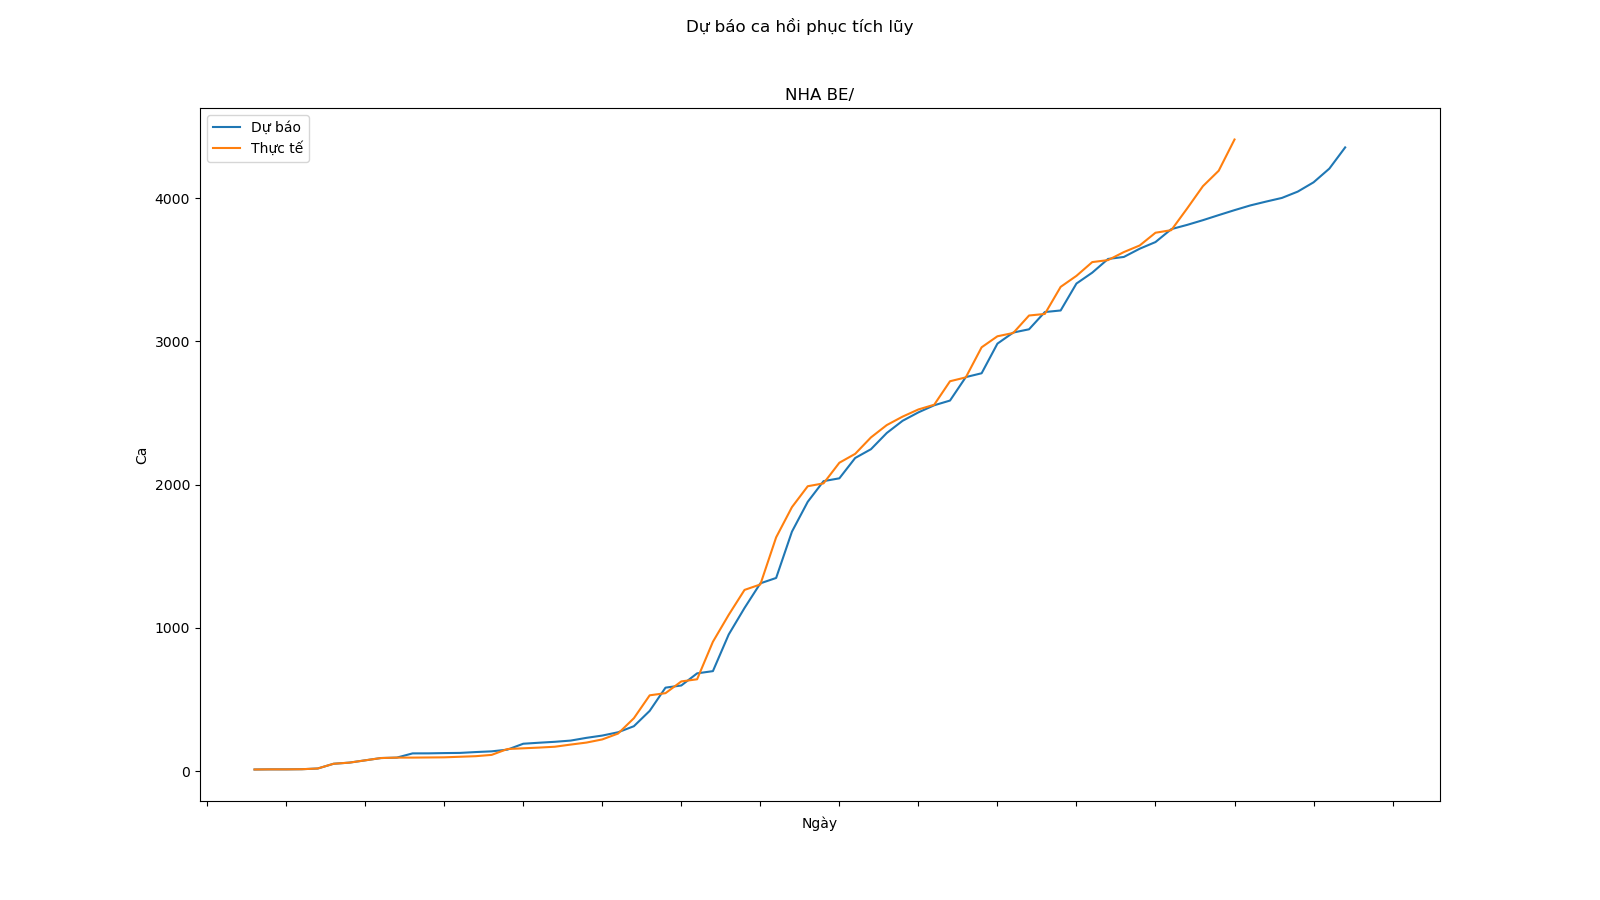 Dự báo ca hồi phục tích lũy
NHA BE/
Dự báo
Thực tế
4000
3000
2000
1000
0
Ca
Ngày